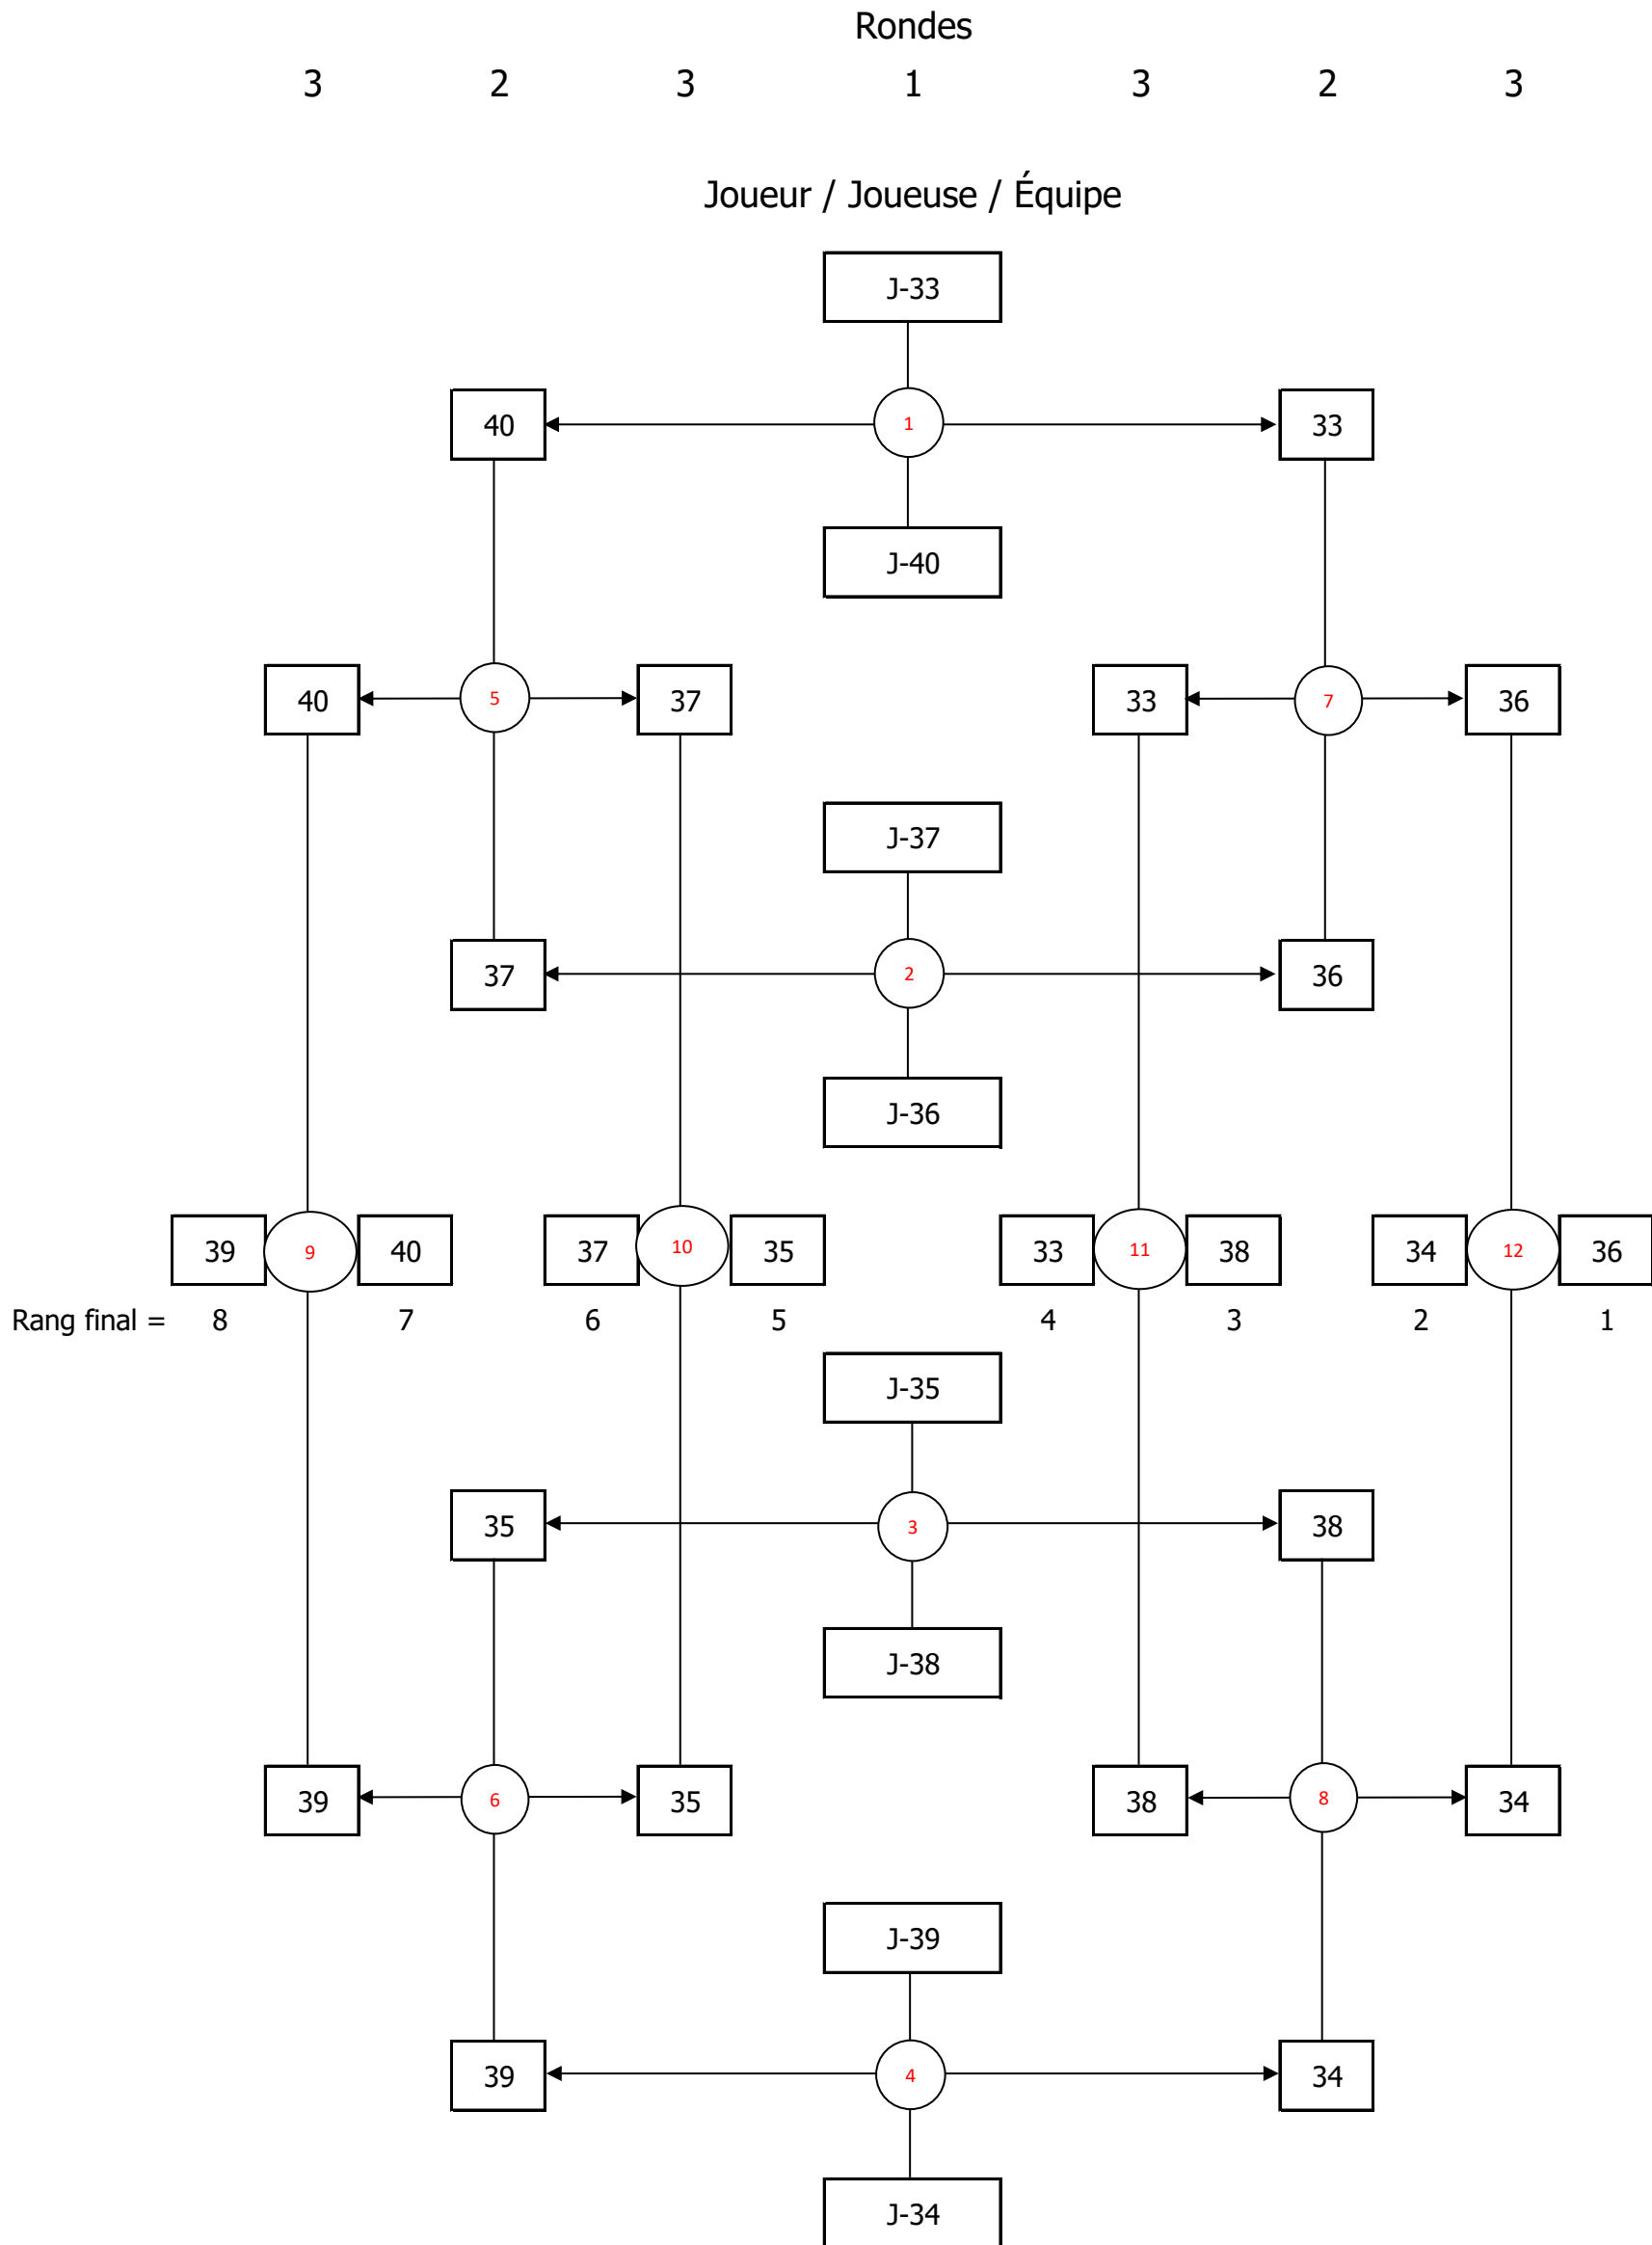 Rondes
3 2 3 1 3 2 3
Joueur / Joueuse / Équipe
J-33
40 1 33
J-40
40 5 37 33 7 36
J-37
37 2 36
J-36
39 9 40 37 10 35 33 11 38 34 12 36
Rang final = 8 7 6 5 4 3 2 1
J-35
35 3 38
J-38
39 6 35 38 8 34
J-39
39 4 34
J-34